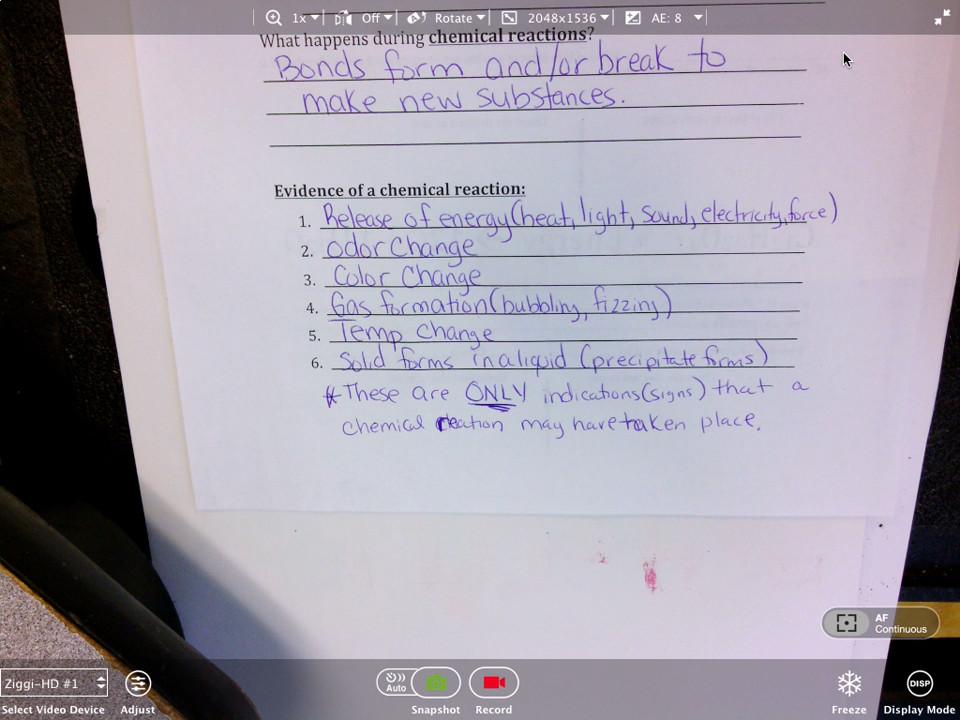 1x Off Rotate 2048x1536 AE: 8
What happens during chemical reactions?
Bonds form and/or break to
make new substances.
Evidence of a chemical reaction:
1. Release of energy(heat, light, sound, electricity, force)
2. odor change
3. Color Change
4. Gas formation(bubbling, fizzing)
5. Temp change
6. Solid forms in a liquid (precipitate forms)
*These are ONLY indications(signs) that a
chemical reation may have taken place.
AF
Continuous
Ziggi-HD #1 Auto DISP
Select Video Device Adjust Snapshot Record Freeze Display Mode